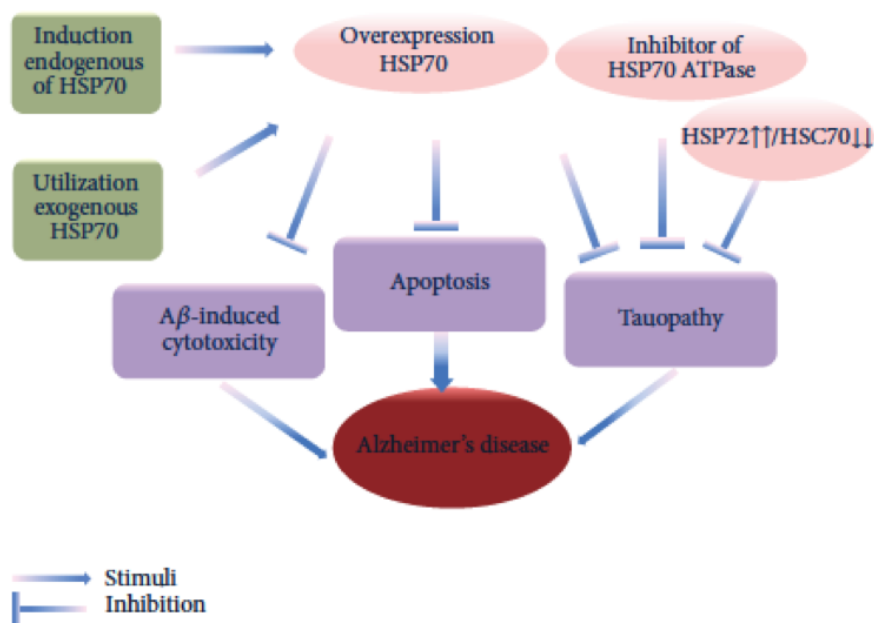 Induction
endogenous
of HSP70
Overexpression
HSP70
Inhibitor of
HSP70 ATPase
HSP72↑↑/HSC70↓↓
Utilization
exogenous
HSP70
Aβ-induced
cytotoxicity
Apoptosis
Tauopathy
Alzheimer's disease
Stimuli
Inhibition